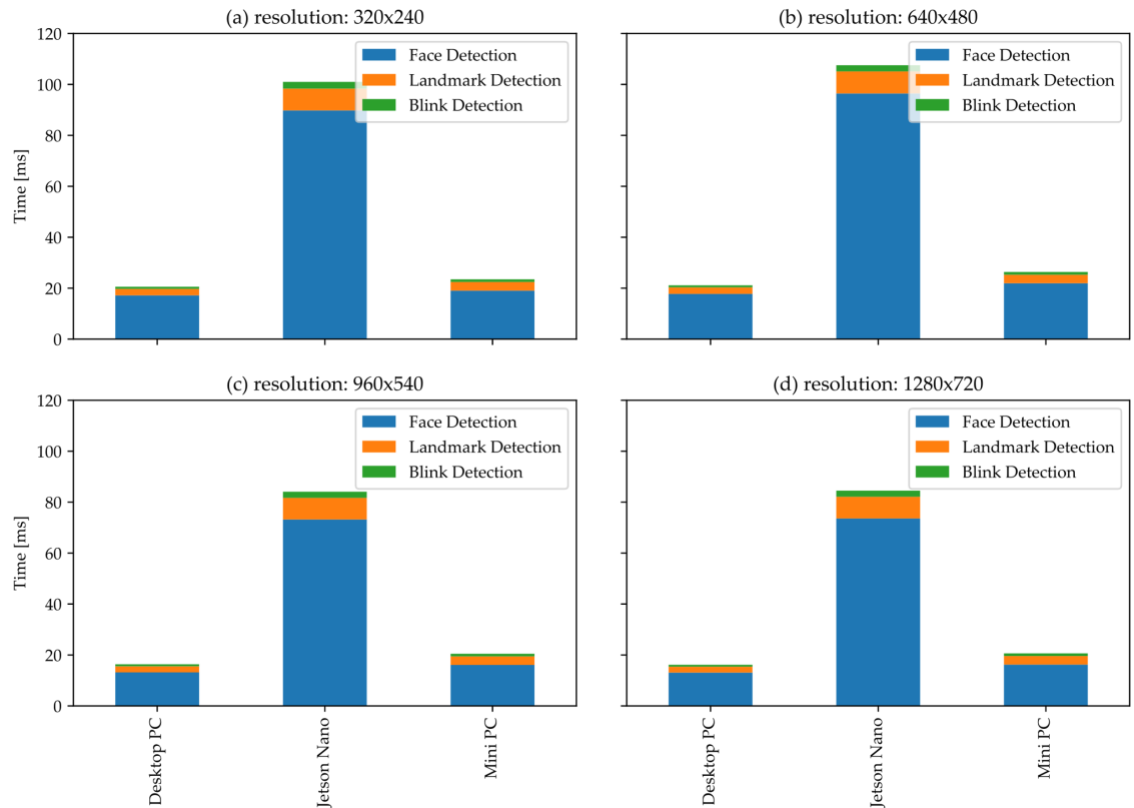 (a) resolution: 320x240
Time [ms]
120
100
80
60
40
20
0
Face Detection
Landmark Detection
Blink Detection
(b) resolution: 640x480
Face Detection
Landmark Detection
Blink Detection
(c) resolution: 960x540
Time [ms]
120
100
80
60
40
20
0
Face Detection
Landmark Detection
Blink Detection
Desktop PC
Jetson Nano
Mini PC
(d) resolution: 1280x720
Face Detection
Landmark Detection
Blink Detection
Desktop PC
Jetson Nano
Mini PC